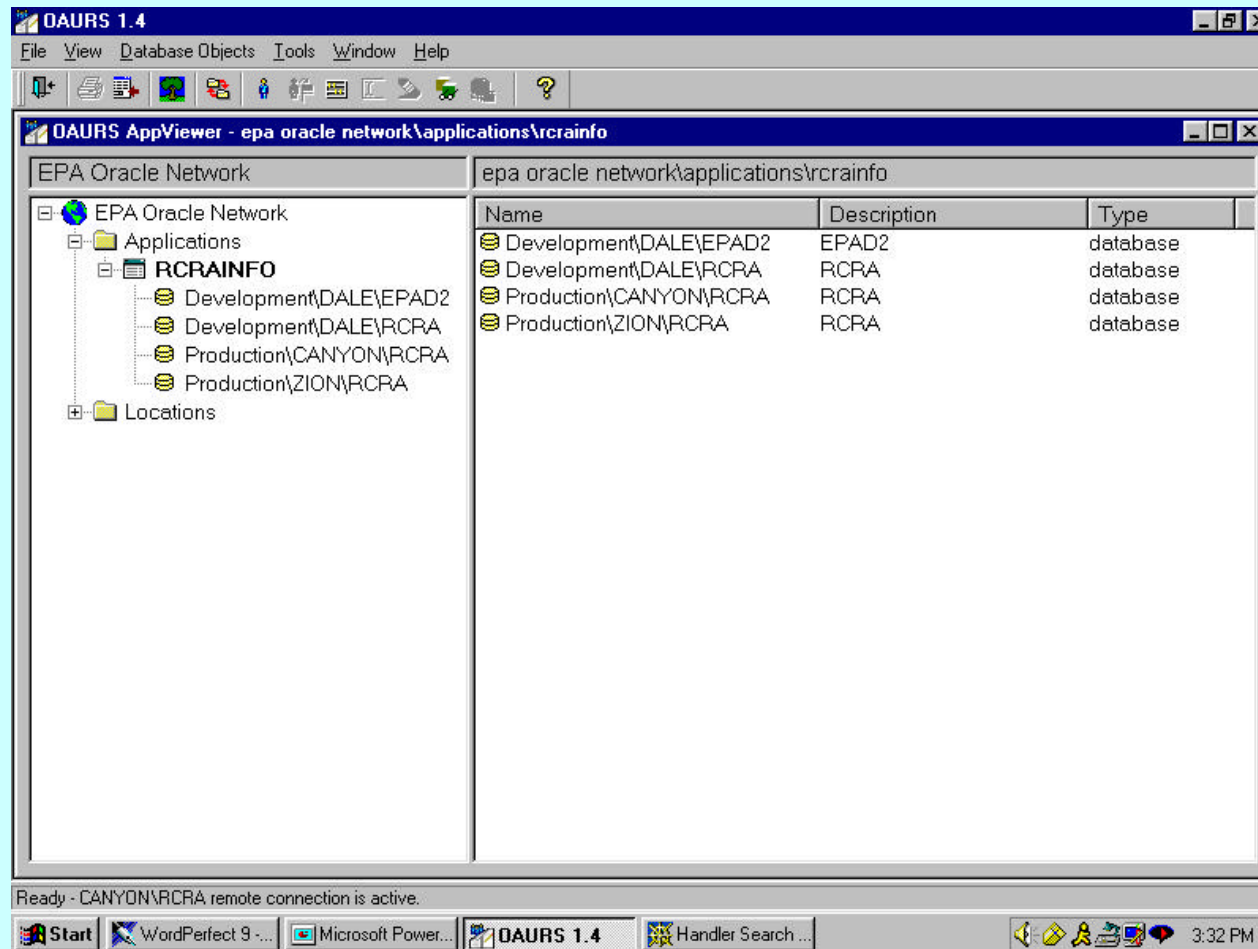 OAURS 1.4
File View Database Objects Tools Window Help
OAURS AppViewer - epa oracle network\applications\rcrainfo
EPA Oracle Network
epa oracle network\applications\rcrainfo
EPA Oracle Network
Applications
RCRAINFO
Development\DALE\EPAD2
Development\DALE\RCRA
Production\CANYON\RCRA
Production\ZION\RCRA
Locations
Name Description Type
Development\DALE\EPAD2 EPAD2 database
Development\DALE\RCRA RCRA database
Production\CANYON\RCRA RCRA database
Production\ZION\RCRA RCRA database
Ready - CANYON\RCRA remote connection is active.
Start WordPerfect 9 -... Microsoft Power... OAURS 1.4 Handler Search ... 3:32 PM